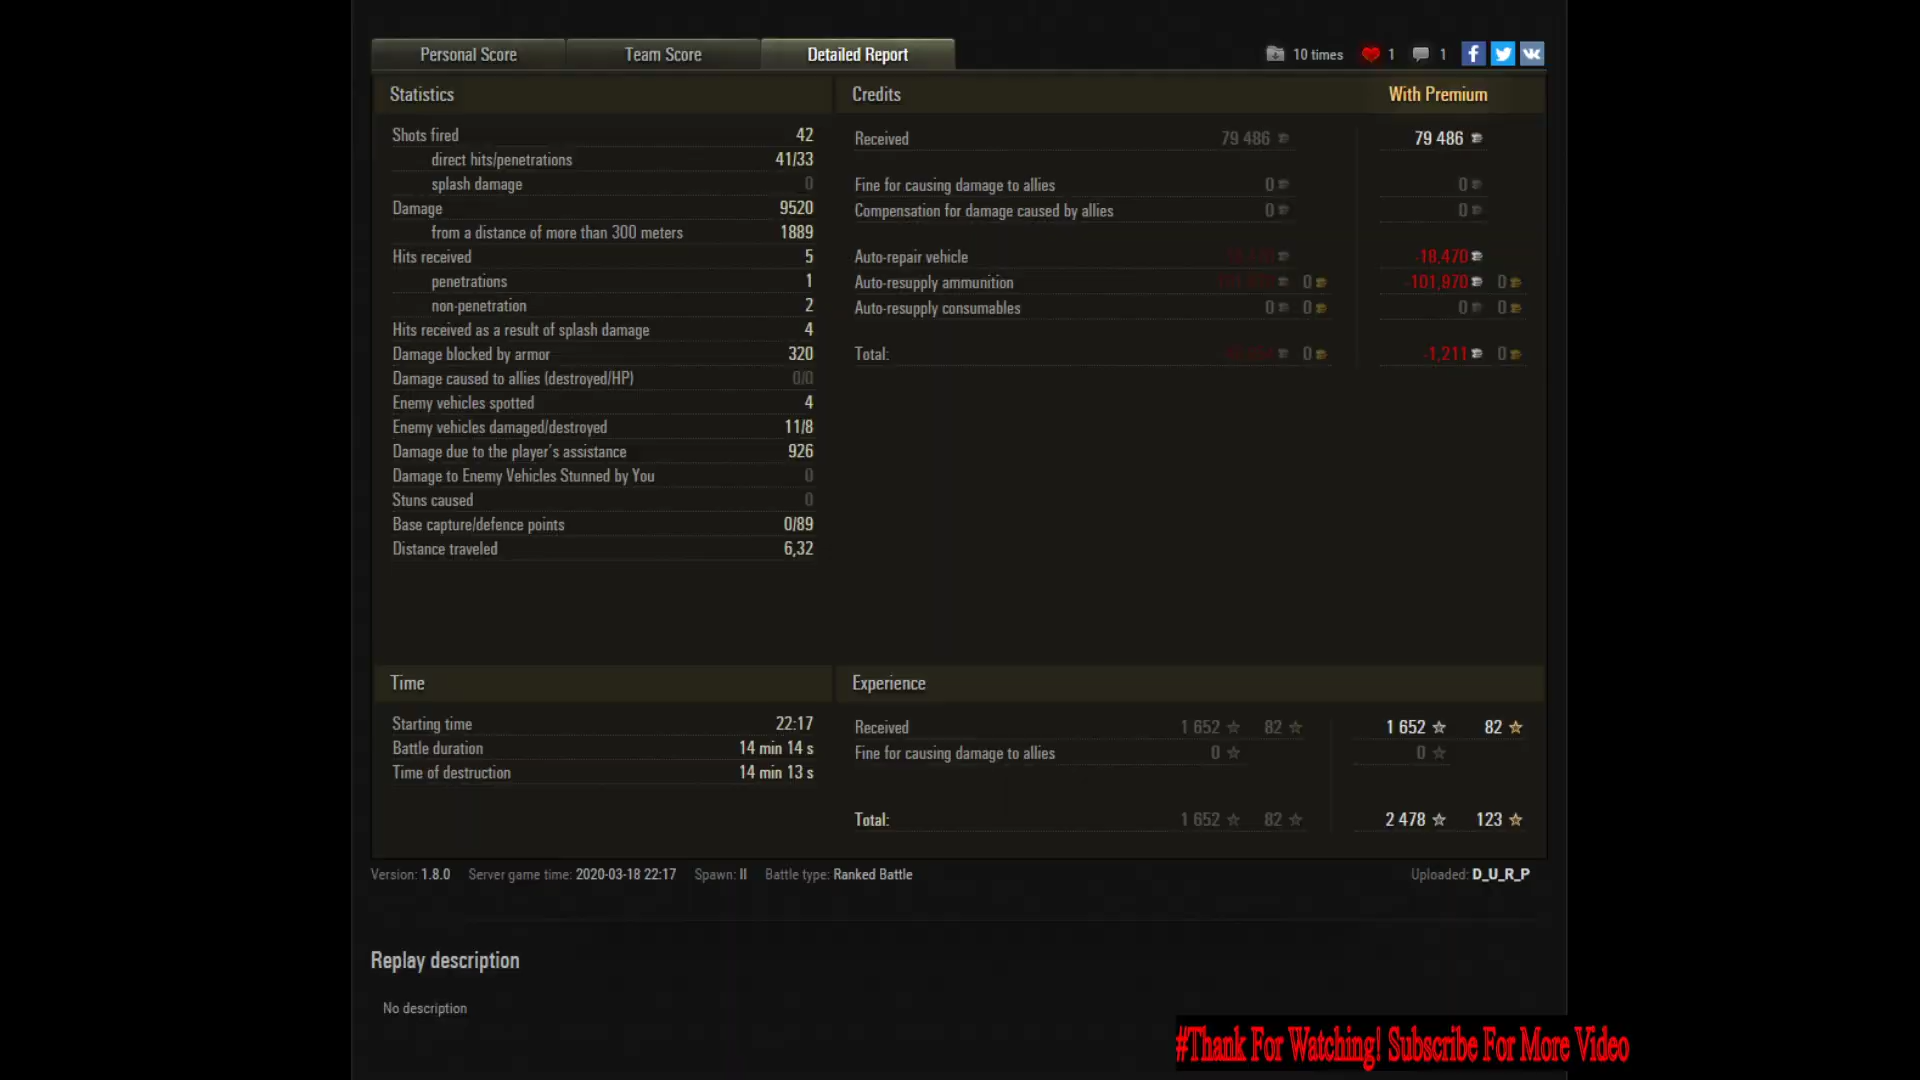 Personal Score Team Score Detailed Report 10 times 1 1
Statistics
Shots fired 42
direct hits/penetrations 41/33
splash damage 0
Damage 9520
from a distance of more than 300 meters 1889
Hits received 5
penetrations 1
non-penetration 2
Hits received as a result of splash damage 4
Damage blocked by armor 320
Damage caused to allies (destroyed/HP) 0/0
Enemy vehicles spotted 4
Enemy vehicles damaged/destroyed 11/8
Damage due to the player's assistance 926
Damage to Enemy Vehicles Stunned by You 0
Stuns caused 0
Base capture/defence points 0/89
Distance traveled 6,32
Credits With Premium
Received 79 486 79 486
Fine for causing damage to allies 0 0
Compensation for damage caused by allies 0 0
Auto-repair vehicle -18,470
Auto-resupply ammunition 0 -101,970 0
Auto-resupply consumables 0 0 0 0
Total: 0 -1,211 0
Time
Starting time 22:17
Battle duration 14 min 14 s
Time of destruction 14 min 13 s
Experience
Received 1 652 82 1 652 82
Fine for causing damage to allies 0 0
Total: 1 652 82 2 478 123
Version: 1.8.0 Server game time: 2020-03-18 22:17 Spawn: II Battle type: Ranked Battle Uploaded: D_U_R_P
Replay description
No description
#Thank For Watching! Subscribe For More Video